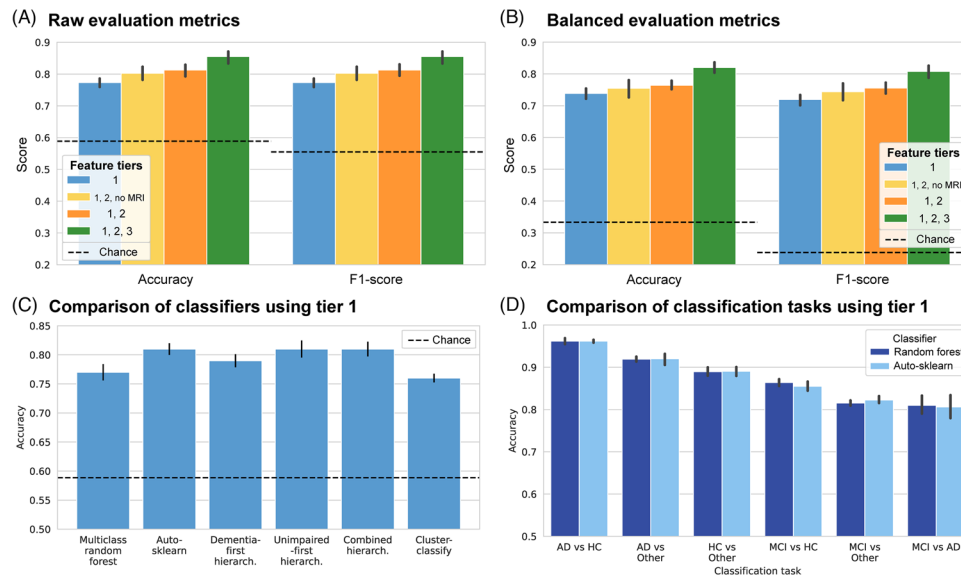 (A) Raw evaluation metrics
0.9
0.8
0.7
0.6
0.5
0.4
0.3
0.2
Score
Feature tiers
1
1, 2, no MRI
1, 2
1, 2, 3
Chance
Accuracy
F1-score
(B) Balanced evaluation metrics
0.9
0.8
0.7
0.6
0.5
0.4
0.3
0.2
Score
Feature tiers
1
1, 2, no MRI
1, 2
1, 2, 3
Chance
Accuracy
F1-score
(C) Comparison of classifiers using tier 1
0.85
0.80
0.75
0.70
0.65
0.60
0.55
0.50
Accuracy
Chance
Multiclass
random
forest
Auto-
sklearn
Dementia-
first
hierarch.
Unimpaired
-first
hierarch.
Combined
hierarch.
Cluster-
classify
(D) Comparison of classification tasks using tier 1
1.0
0.9
0.8
0.7
0.6
0.5
Accuracy
Classifier
Random forest
Auto-sklearn
AD vs HC
AD vs
Other
HC vs
Other
MCI vs HC
MCI vs
Other
MCI vs AD
Classification task